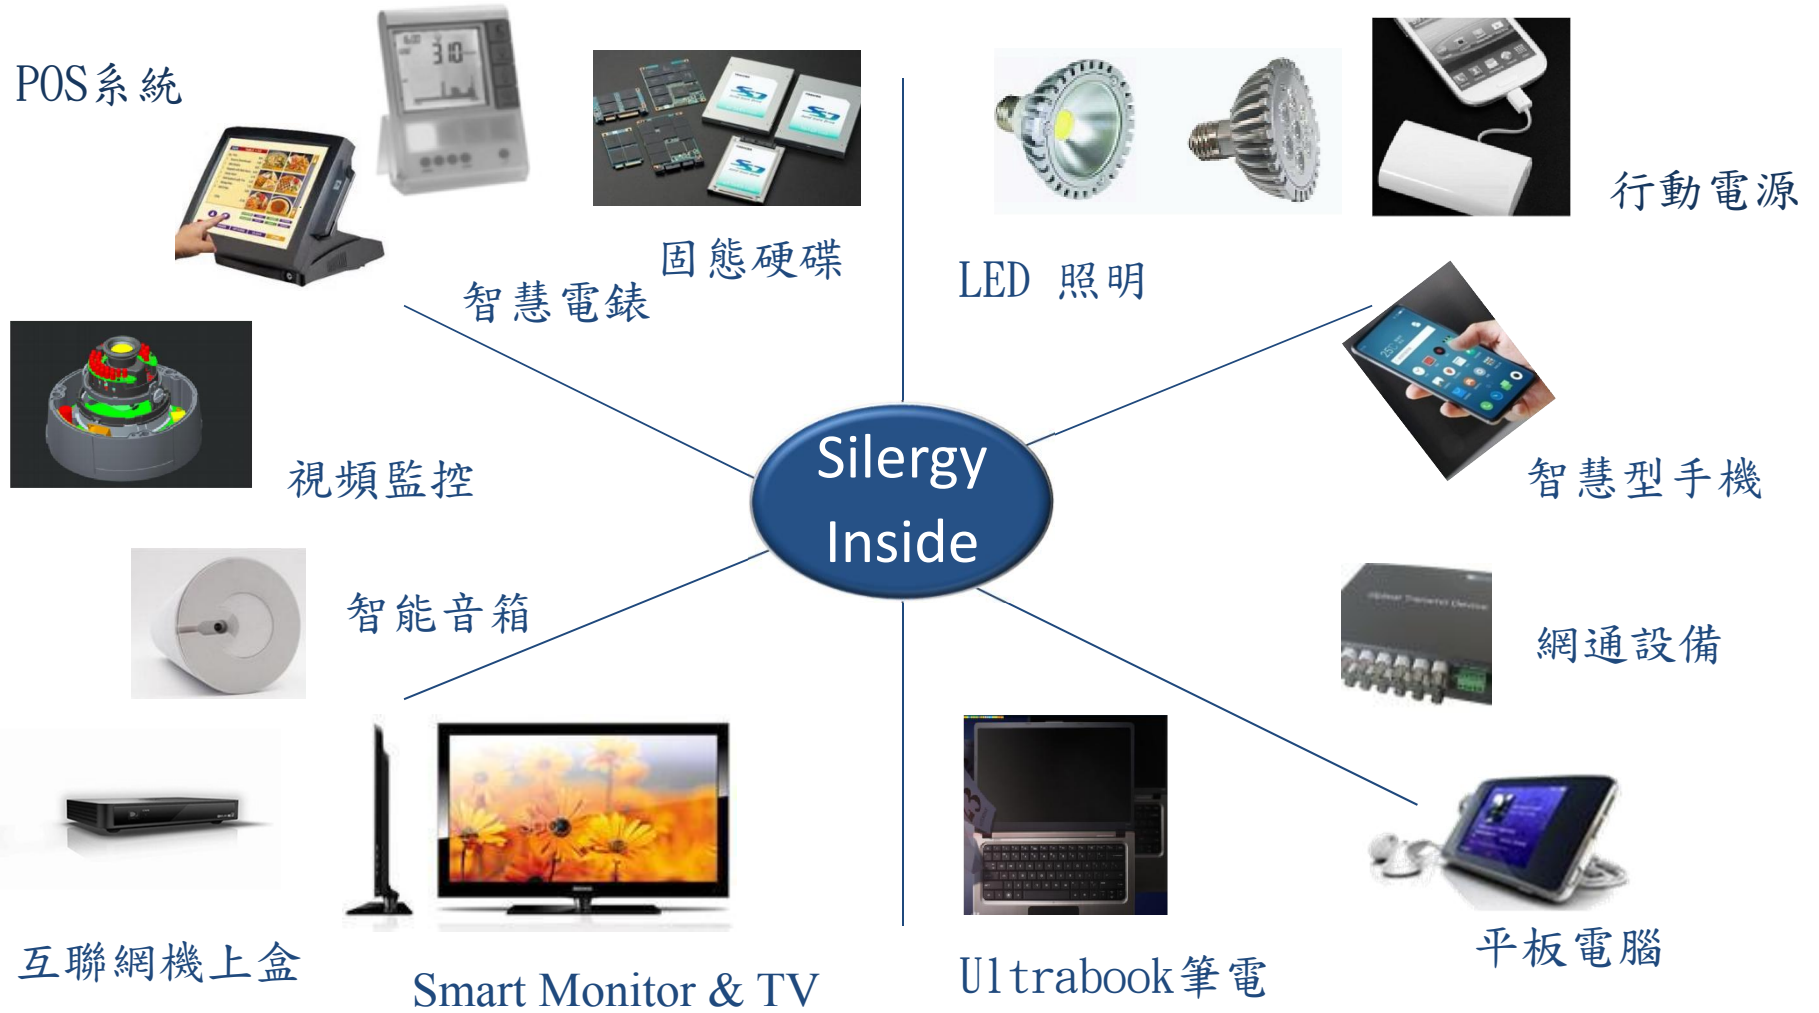 POS系統
固態硬碟
智慧電錶
LED 照明
行動電源
視頻監控
Silergy
Inside
智慧型手機
智能音箱
網通設備
互聯網機上盒
Smart Monitor & TV
Ultrabook筆電
平板電腦
310